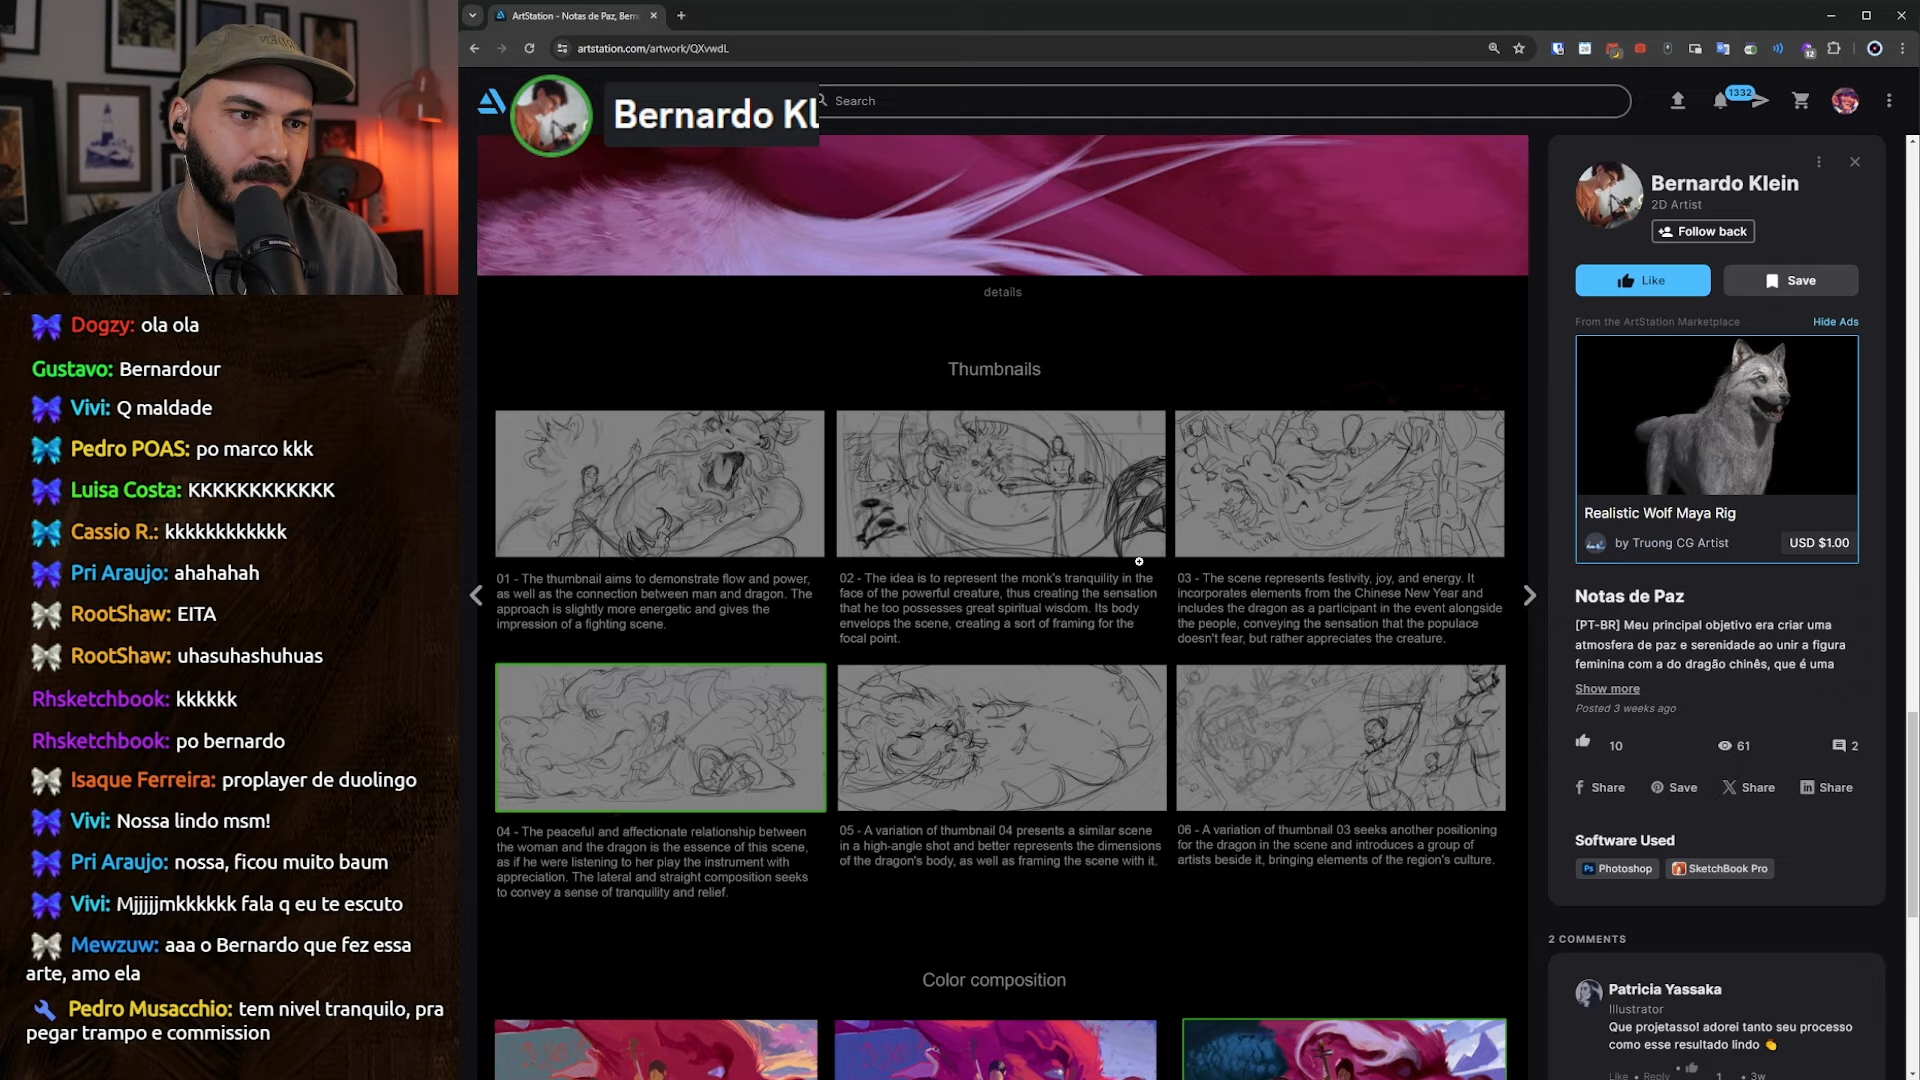 ArtStation - Notas de Paz, Bern
artstation.com/artwork/QXvwdL
12
Bernardo Kl
Search
1332
details
Thumbnails
01 - The thumbnail aims to demonstrate flow and power,
as well as the connection between man and dragon. The
approach is slightly more energetic and gives the
impression of a fighting scene.
02 - The idea is to represent the monk's tranquility in the
face of the powerful creature, thus creating the sensation
that he too possesses great spiritual wisdom. Its body
envelops the scene, creating a sort of framing for the
focal point.
03 - The scene represents festivity, joy, and energy. It
incorporates elements from the Chinese New Year and
includes the dragon as a participant in the event alongside
the people, conveying the sensation that the populace
doesn't fear, but rather appreciates the creature.
04 - The peaceful and affectionate relationship between
the woman and the dragon is the essence of this scene,
as if he were listening to her play the instrument with
appreciation. The lateral and straight composition seeks
to convey a sense of tranquility and relief.
05 - A variation of thumbnail 04 presents a similar scene
in a high-angle shot and better represents the dimensions
of the dragon's body, as well as framing the scene with it.
06 - A variation of thumbnail 03 seeks another positioning
for the dragon in the scene and introduces a group of
artists beside it, bringing elements of the region's culture.
Color composition
Bernardo Klein
2D Artist
Follow back
Like
Save
From the ArtStation Marketplace
Hide Ads
Realistic Wolf Maya Rig
by Truong CG Artist
USD $1.00
Notas de Paz
[PT-BR] Meu principal objetivo era criar uma
atmosfera de paz e serenidade ao unir a figura
feminina com a do dragão chinês, que é uma
Show more
Posted 3 weeks ago
10
61
2
Share
Save
Share
Share
Software Used
Ps Photoshop
SketchBook Pro
2 COMMENTS
Patricia Yassaka
Illustrator
Que projetasso! adorei tanto seu processo
como esse resultado lindo 👏
Like • Reply • 1 • 3w
Dogzy: ola ola
Gustavo: Bernardour
Vivi: Q maldade
Pedro POAS: po marco kkk
Luisa Costa: KKKKKKKKKKKK
Cassio R.: kkkkkkkkkkkk
Pri Araujo: ahahahah
RootShaw: EITA
RootShaw: uhasuhashuhuas
Rhsketchbook: kkkkkk
Rhsketchbook: po bernardo
Isaque Ferreira: proplayer de duolingo
Vivi: Nossa lindo msm!
Pri Araujo: nossa, ficou muito baum
Vivi: Mjjjjjmkkkkkk fala q eu te escuto
Mewzuw: aaa o Bernardo que fez essa
arte, amo ela
Pedro Musacchio: tem nivel tranquilo, pra
pegar trampo e commission